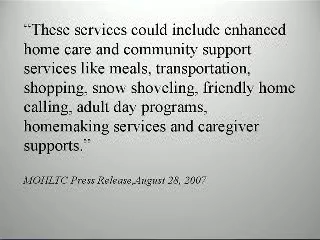 “These services could include enhanced
home care and community support
services like meals, transportation,
shopping, snow shoveling, friendly home
calling, adult day programs,
homemaking services and caregiver
supports.”
MOHLTC Press Release,August 28, 2007